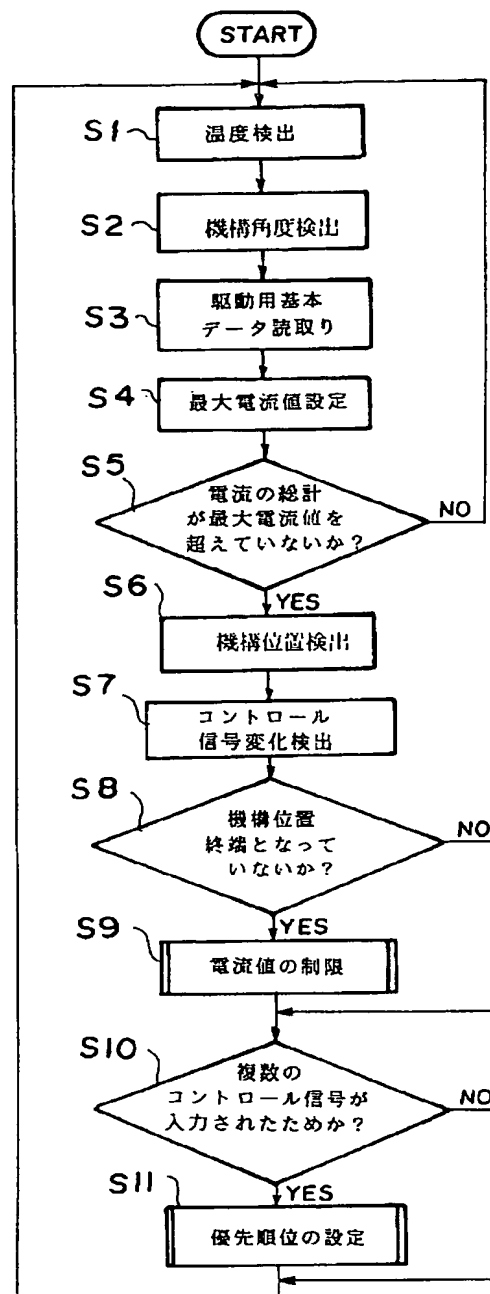 START
S1
温度検出
S2
機構角度検出
S3
駆動用基本
データ読取り
S4
最大電流値設定
S5
電流の総計
が最大電流値を
超えていないか？
NO
YES
S6
機構位置検出
S7
コントロール
信号変化検出
S8
機構位置
終端となって
いないか？
NO
YES
S9
電流値の制限
S10
複数の
コントロール信号が
入力されたためか？
NO
YES
S11
優先順位の設定